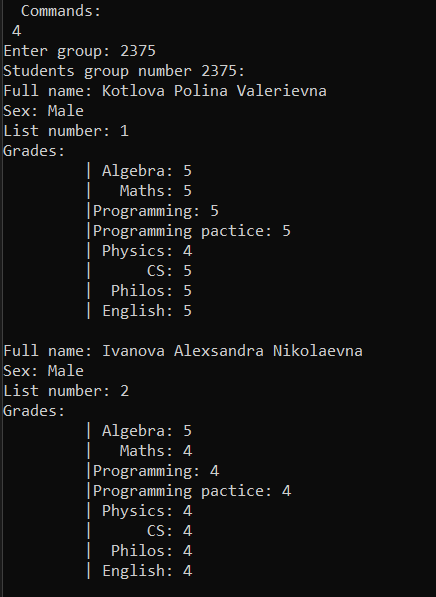 Commands:
4
Enter group: 2375
Students group number 2375:
Full name: Kotlova Polina Valerievna
Sex: Male
List number: 1
Grades:
| Algebra: 5
| Maths: 5
|Programming: 5
|Programming pactice: 5
| Physics: 4
| CS: 5
| Philos: 5
| English: 5
Full name: Ivanova Alexsandra Nikolaevna
Sex: Male
List number: 2
Grades:
| Algebra: 5
| Maths: 4
|Programming: 4
|Programming pactice: 4
| Physics: 4
| CS: 4
| Philos: 4
| English: 4